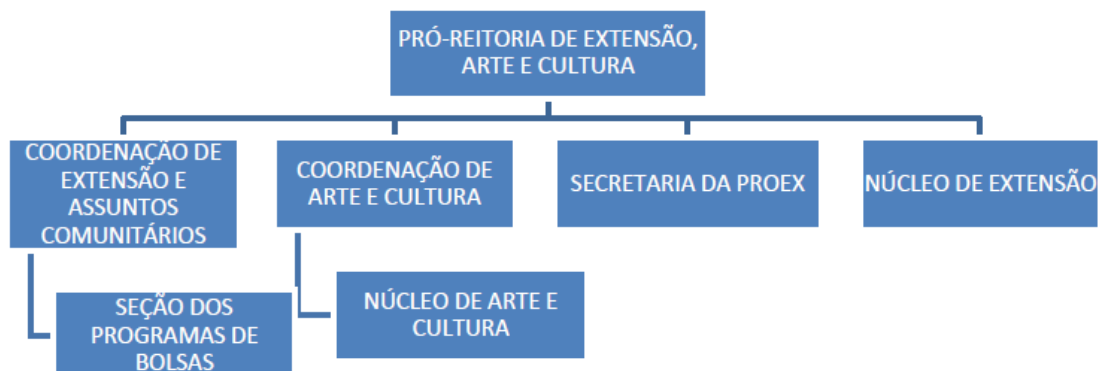 PRÓ-REITORIA DE EXTENSÃO,
ARTE E CULTURA
COORDENAÇÃO DE
EXTENSÃO E
ASSUNTOS
COMUNITÁRIOS
COORDENAÇÃO DE
ARTE E CULTURA
SECRETARIA DA PROEX
NÚCLEO DE EXTENSÃO
SEÇÃO DOS
PROGRAMAS DE
BOLSAS
NÚCLEO DE ARTE E
CULTURA